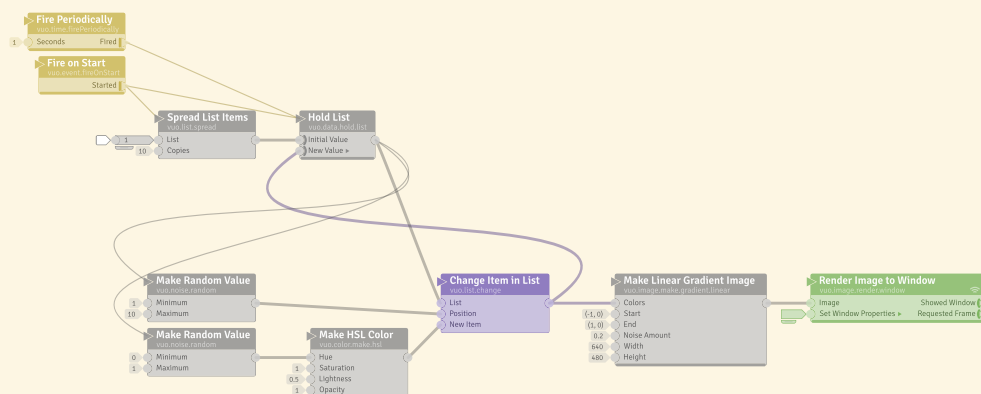 Fire Periodically
vuo.time.firePeriodically
1 Seconds Fired
Fire on Start
vuo.event.fireOnStart
Started
Spread List Items
vuo.list.spread
1 List
10 Copies
Hold List
vuo.data.hold.list
Initial Value
New Value »
Make Random Value
vuo.noise.random
1 Minimum
10 Maximum
Make Random Value
vuo.noise.random
0 Minimum
1 Maximum
Make HSL Color
vuo.color.make.hsl
Hue
1 Saturation
0.5 Lightness
1 Opacity
Change Item in List
vuo.list.change
List
Position
New Item
Make Linear Gradient Image
vuo.image.make.gradient.linear
Colors
(-1, 0) Start
(1, 0) End
0.2 Noise Amount
640 Width
480 Height
Render Image to Window
vuo.image.render.window
Image Showed Window
Set Window Properties » Requested Frame